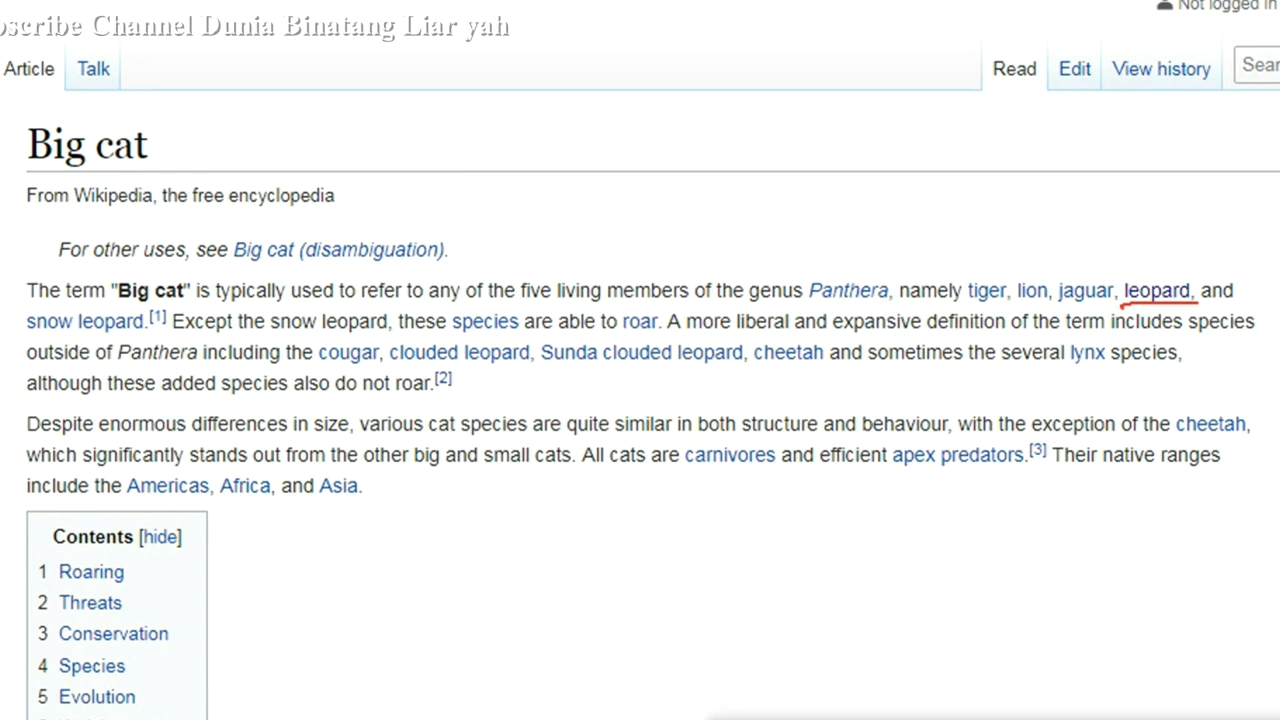 Channel Dunia Binatang Liar yah
Not logged in
Article Talk Read Edit View history
Big cat
From Wikipedia, the free encyclopedia
For other uses, see Big cat (disambiguation).
The term "Big cat" is typically used to refer to any of the five living members of the genus Panthera, namely tiger, lion, jaguar, leopard, and
snow leopard.[1] Except the snow leopard, these species are able to roar. A more liberal and expansive definition of the term includes species
outside of Panthera including the cougar, clouded leopard, Sunda clouded leopard, cheetah and sometimes the several lynx species,
although these added species also do not roar.[2]
Despite enormous differences in size, various cat species are quite similar in both structure and behaviour, with the exception of the cheetah,
which significantly stands out from the other big and small cats. All cats are carnivores and efficient apex predators.[3] Their native ranges
include the Americas, Africa, and Asia.
Contents [hide]
1 Roaring
2 Threats
3 Conservation
4 Species
5 Evolution